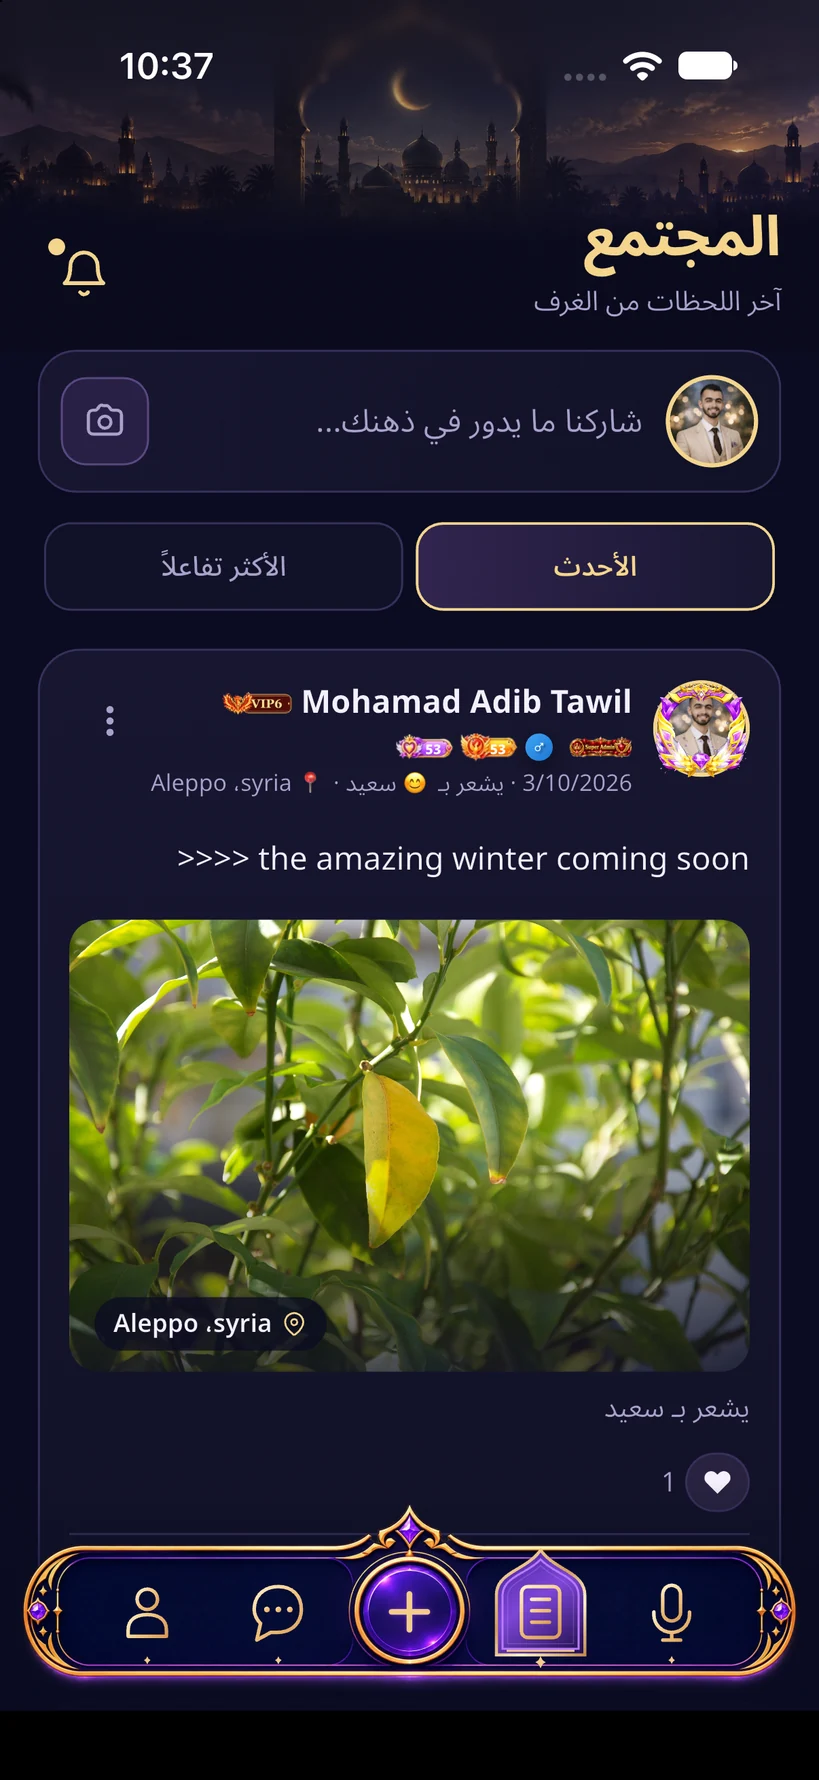 10:37
المجتمع
آخر اللحظات من الغرف
شاركنا ما يدور في ذهنك...
الأحدث
الأكثر تفاعلاً
Mohamad Adib Tawil VIP6
Super Admin 53 53
3/10/2026 · يشعر بـ 😊 سعيد · 📍 Aleppo ،syria
>>>> the amazing winter coming soon
Aleppo ،syria
يشعر بـ سعيد
1